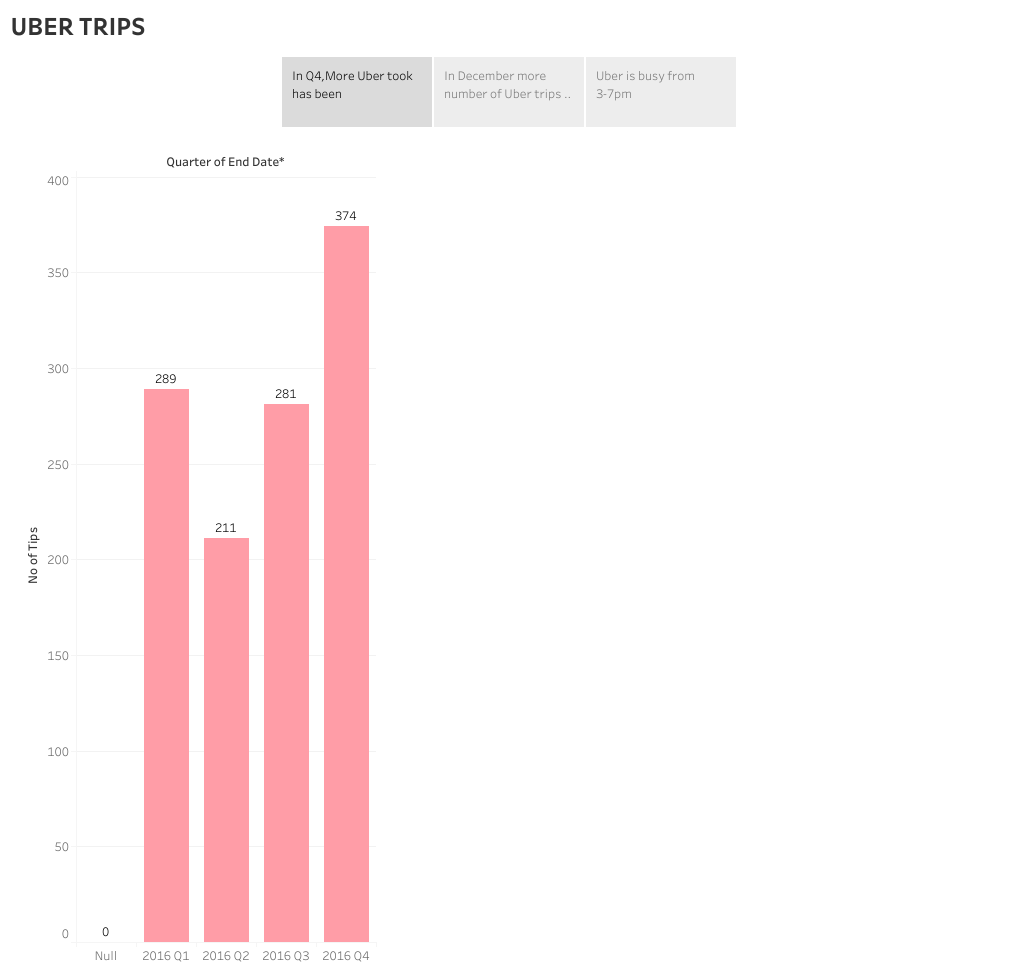 UBER TRIPS
In Q4,More Uber took
has been
In December more
number of Uber trips ..
Uber is busy from
3-7pm
Quarter of End Date*
400
350
300
250
200
150
100
50
0
No of Tips
0
289
211
281
374
Null
2016 Q1
2016 Q2
2016 Q3
2016 Q4